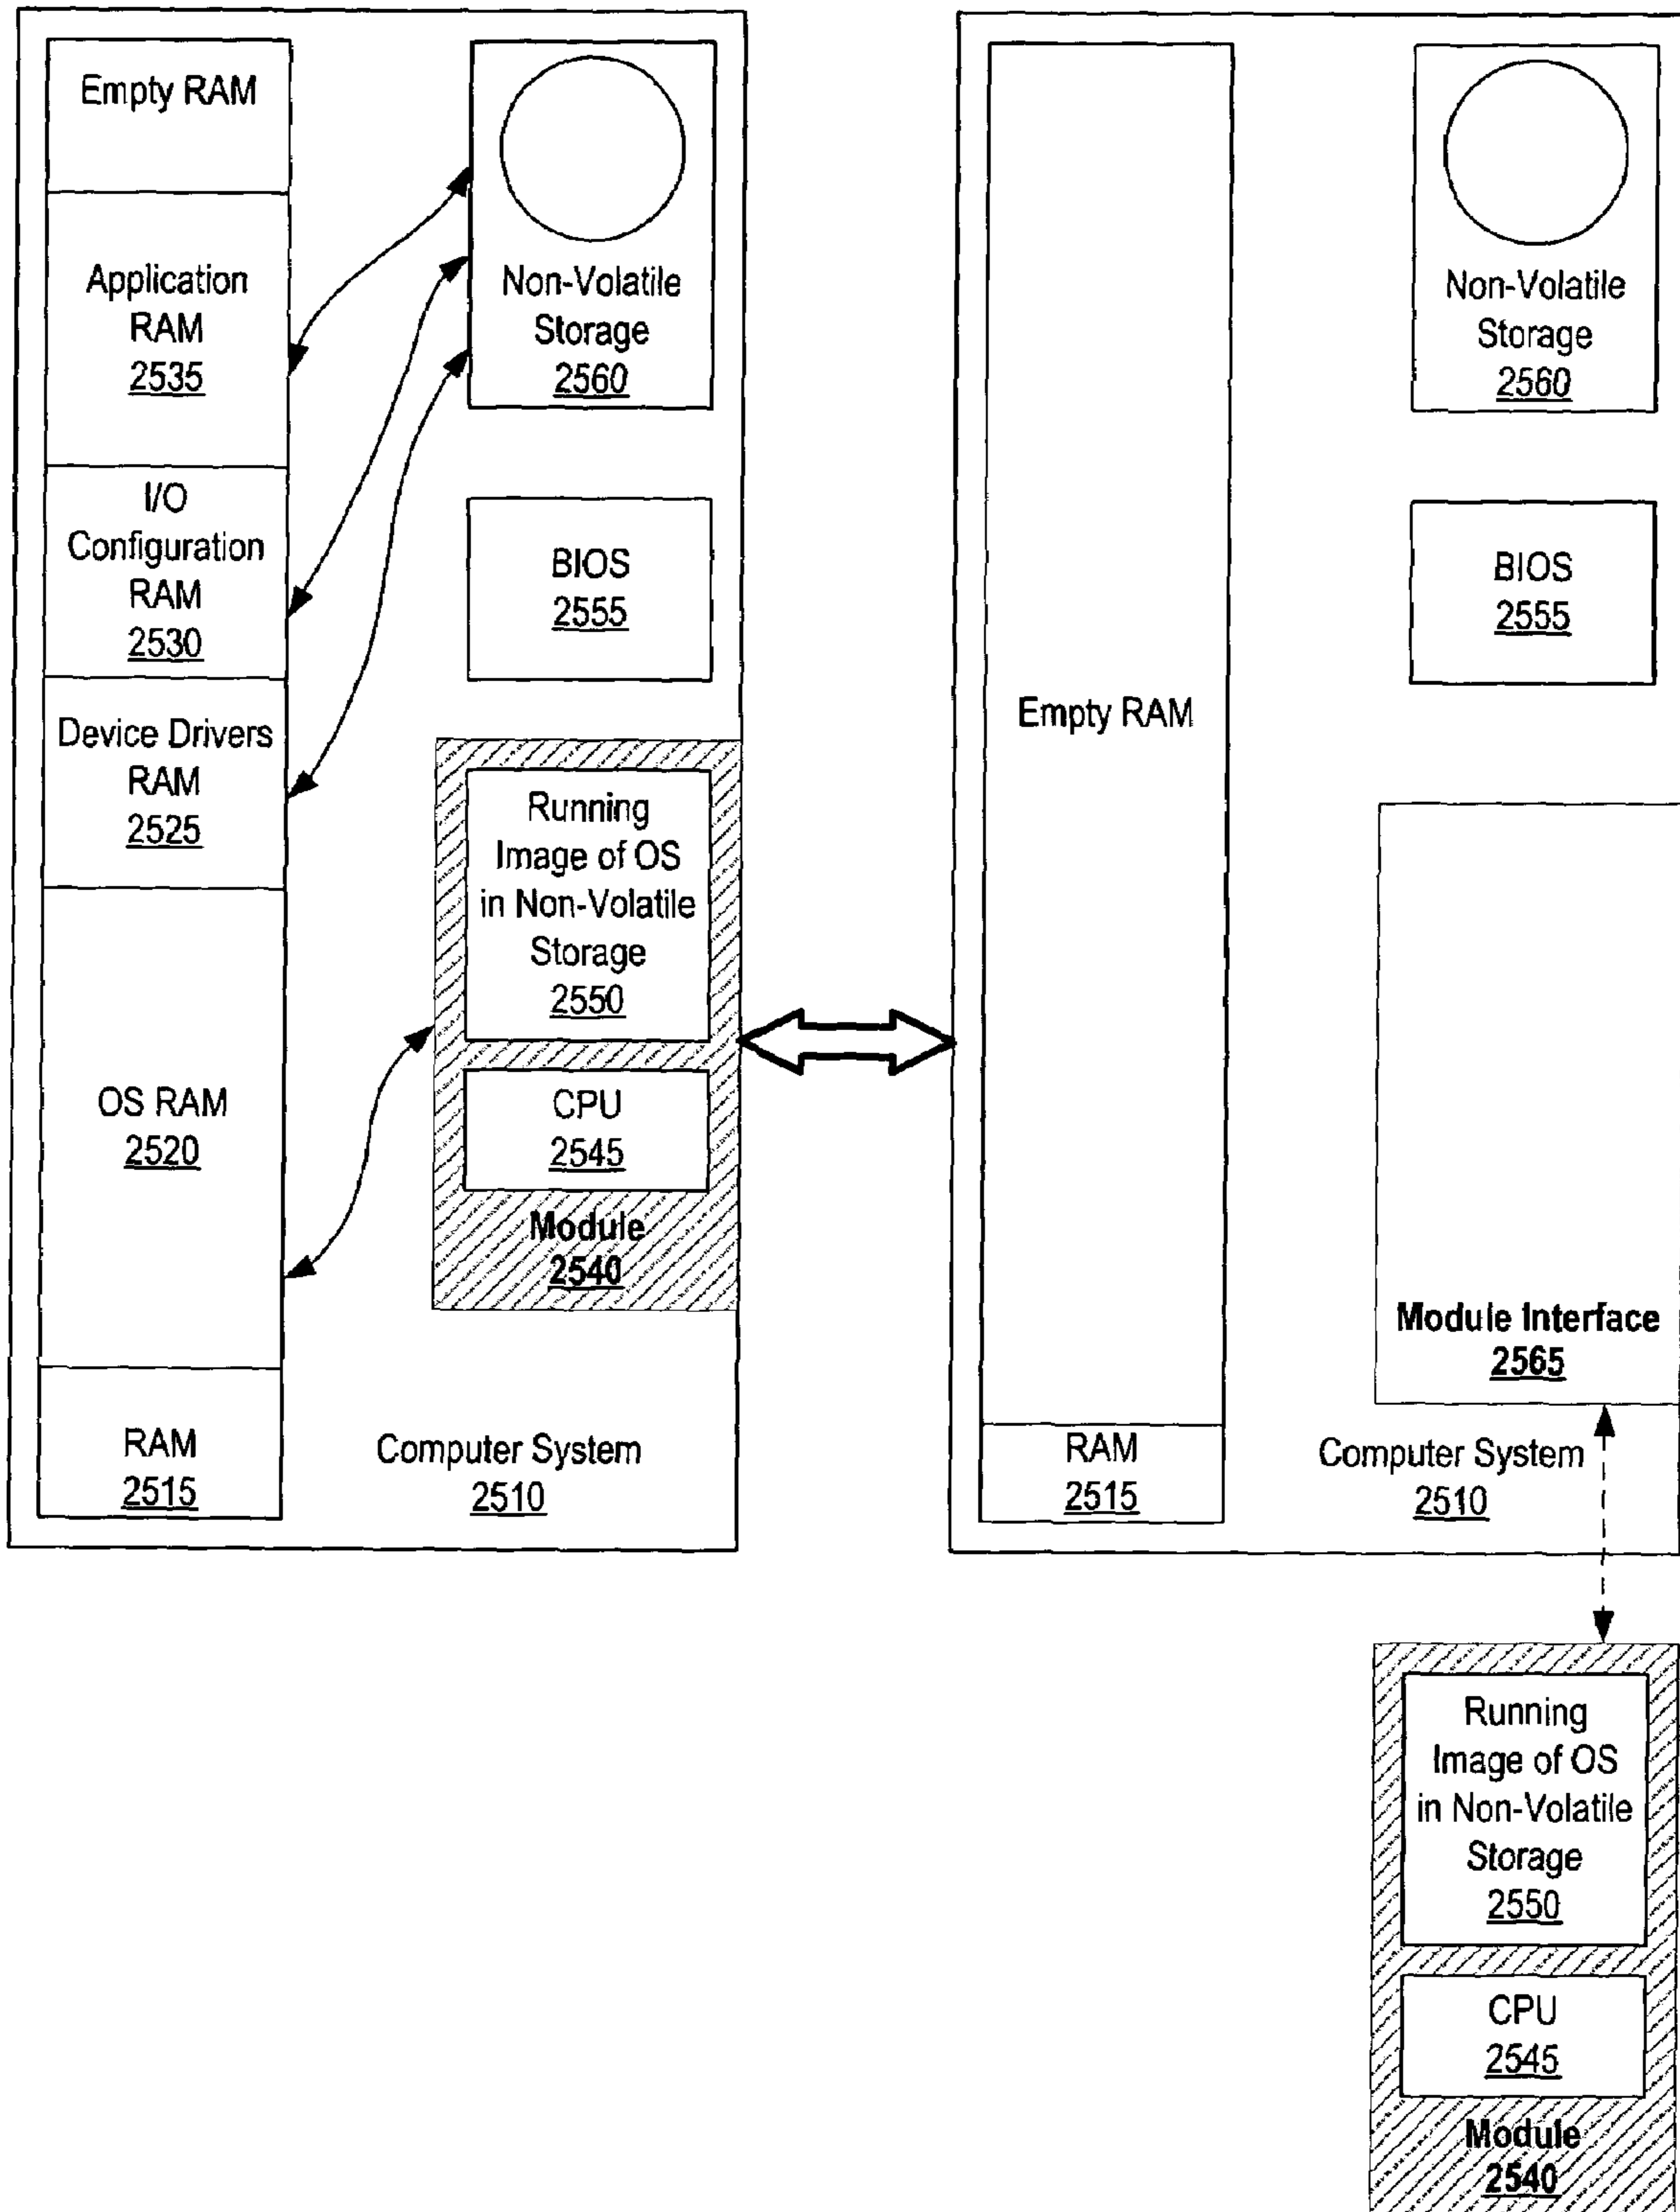 Empty RAM
Application
RAM
2535
I/O
Configuration
RAM
2530
Device Drivers
RAM
2525
OS RAM
2520
RAM
2515
Non-Volatile
Storage
2560
BIOS
2555
Running
Image of OS
in Non-Volatile
Storage
2550
CPU
2545
Module
2540
Computer System
2510
Empty RAM
RAM
2515
Non-Volatile
Storage
2560
BIOS
2555
Module Interface
2565
Computer System
2510
Running
Image of OS
in Non-Volatile
Storage
2550
CPU
2545
Module
2540